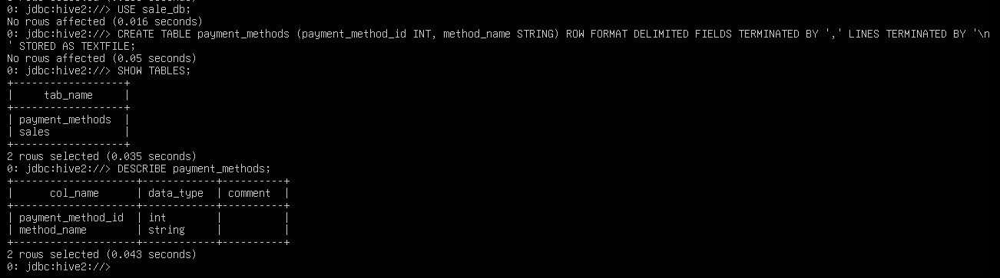 0: jdbc:hive2://> USE sale_db;
No rows affected (0.016 seconds)
0: jdbc:hive2://> CREATE TABLE payment_methods (payment_method_id INT, method_name STRING) ROW FORMAT DELIMITED FIELDS TERMINATED BY ',' LINES TERMINATED BY '\n
' STORED AS TEXTFILE;
No rows affected (0.05 seconds)
0: jdbc:hive2://> SHOW TABLES;
+------------------+
|     tab_name     |
+------------------+
| payment_methods  |
| sales            |
+------------------+
2 rows selected (0.035 seconds)
0: jdbc:hive2://> DESCRIBE payment_methods;
+--------------------+------------+----------+
|      col_name      | data_type  | comment  |
+--------------------+------------+----------+
| payment_method_id  | int        |          |
| method_name        | string     |          |
+--------------------+------------+----------+
2 rows selected (0.043 seconds)
0: jdbc:hive2://>